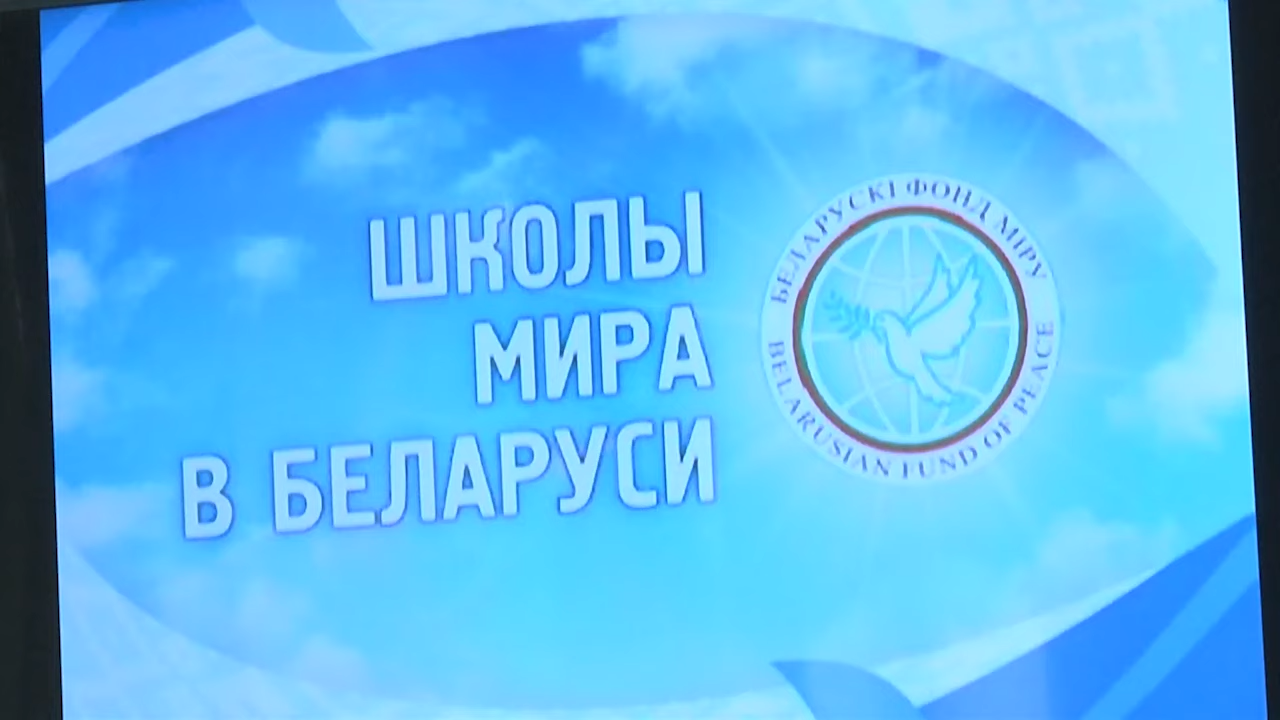 ШКОЛЫ
МИРА
В БЕЛАРУСИ
БЕЛАРУСКІ ФОНД МІРУ
BELARUSIAN FUND OF PEACE